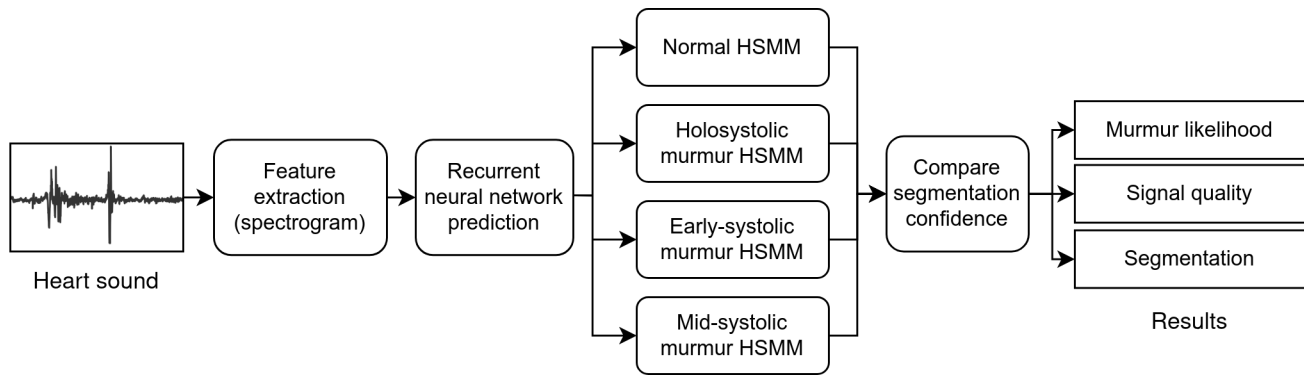 Heart sound
Feature
extraction
(spectrogram)
Recurrent
neural network
prediction
Normal HSMM
Holosystolic
murmur HSMM
Early-systolic
murmur HSMM
Mid-systolic
murmur HSMM
Compare
segmentation
confidence
Murmur likelihood
Signal quality
Segmentation
Results